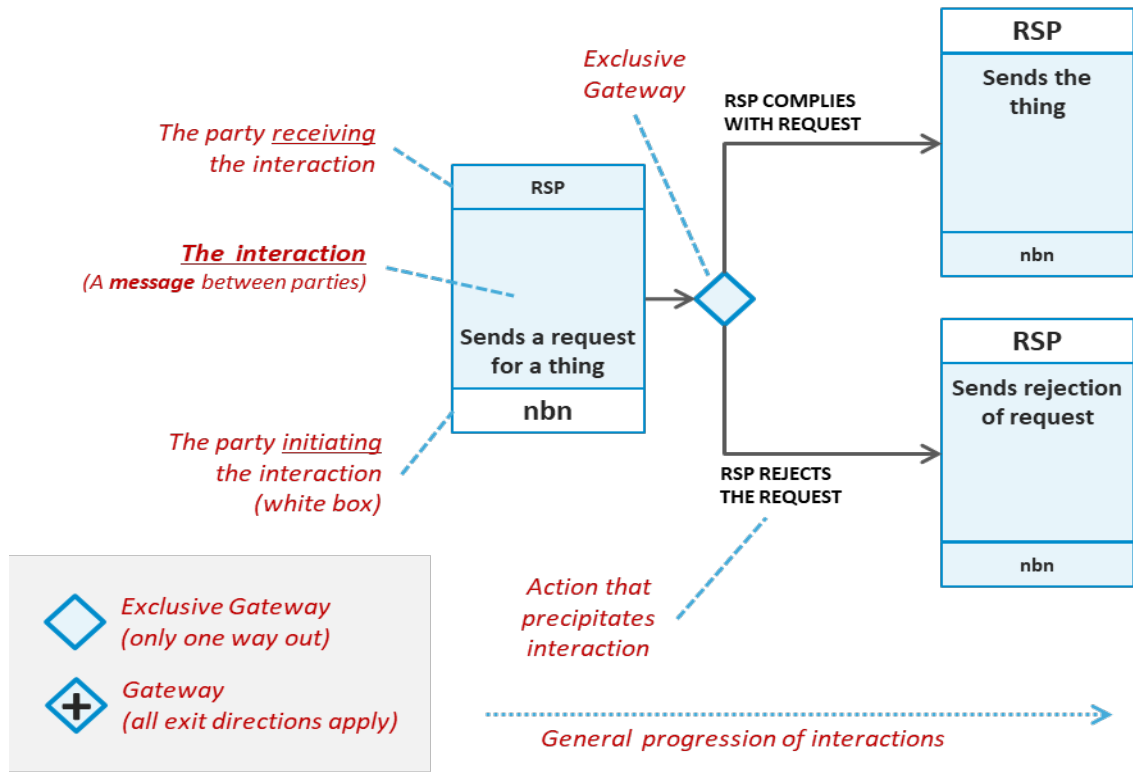 The party receiving
the interaction
The interaction
(A message between parties)
The party initiating
the interaction
(white box)
RSP
Sends a request
for a thing
nbn
Exclusive
Gateway
RSP COMPLIES
WITH REQUEST
RSP
Sends the
thing
nbn
RSP REJECTS
THE REQUEST
RSP
Sends rejection
of request
nbn
Action that
precipitates
interaction
Exclusive Gateway
(only one way out)
Gateway
(all exit directions apply)
General progression of interactions